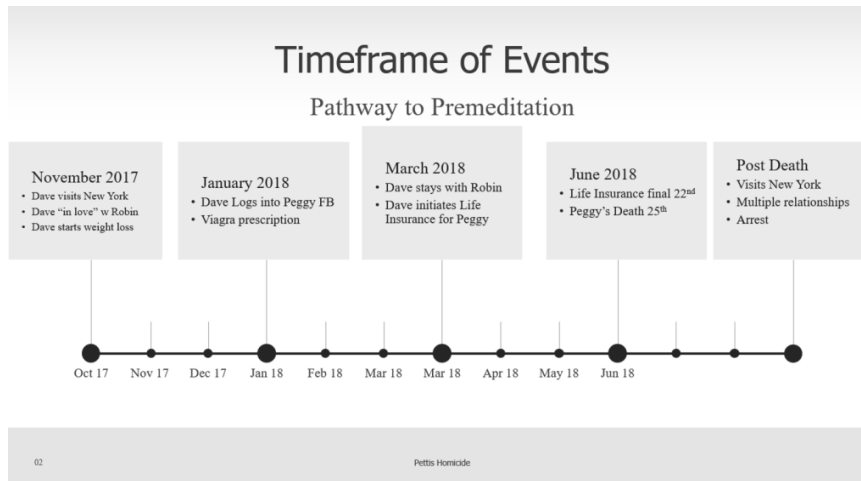 Timeframe of Events
Pathway to Premeditation
November 2017
• Dave visits New York
• Dave “in love” w Robin
• Dave starts weight loss
January 2018
• Dave Logs into Peggy FB
• Viagra prescription
March 2018
• Dave stays with Robin
• Dave initiates Life
Insurance for Peggy
June 2018
• Life Insurance final 22nd
• Peggy’s Death 25th
Post Death
• Visits New York
• Multiple relationships
• Arrest
Oct 17 Nov 17 Dec 17 Jan 18 Feb 18 Mar 18 Mar 18 Apr 18 May 18 Jun 18
02 Pettis Homicide